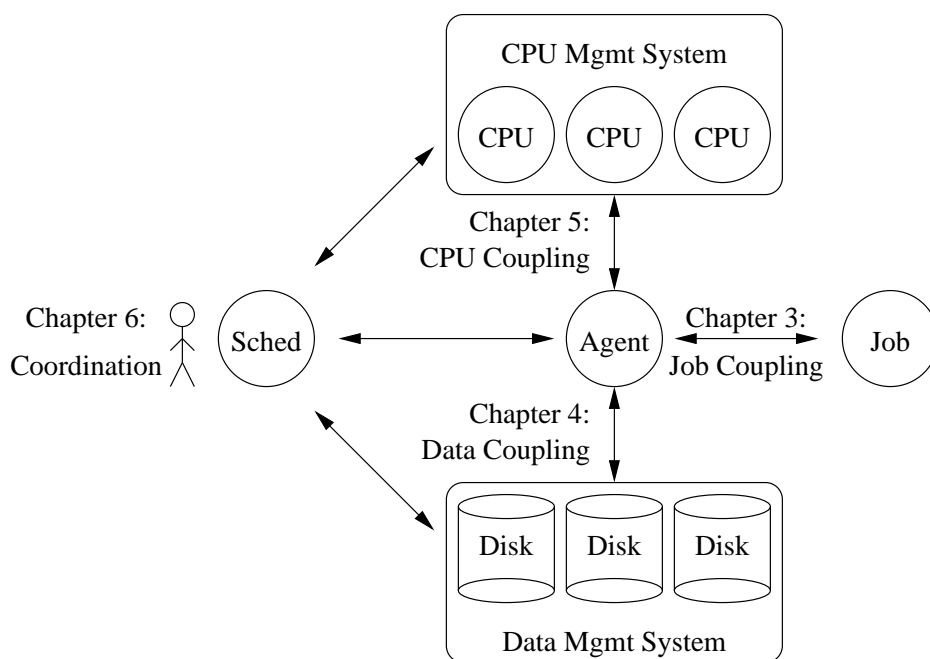 CPU Mgmt System
CPU CPU CPU
Chapter 5:
CPU Coupling
Chapter 6:
Coordination
Sched
Agent
Chapter 3:
Job Coupling
Job
Chapter 4:
Data Coupling
Disk Disk Disk
Data Mgmt System